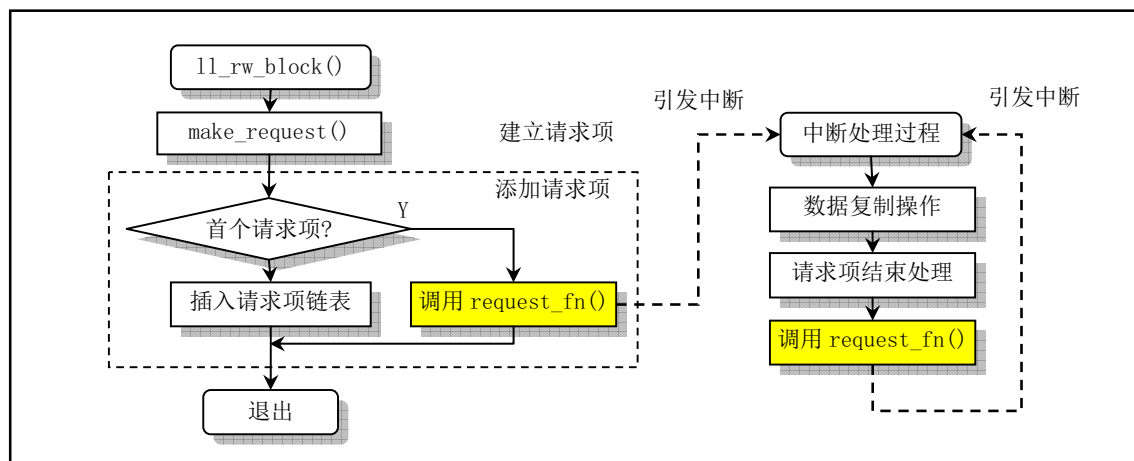 ll_rw_block()
make_request()
建立请求项
添加请求项
首个请求项?
Y
插入请求项链表
调用 request_fn()
退出
引发中断
引发中断
中断处理过程
数据复制操作
请求项结束处理
调用 request_fn()